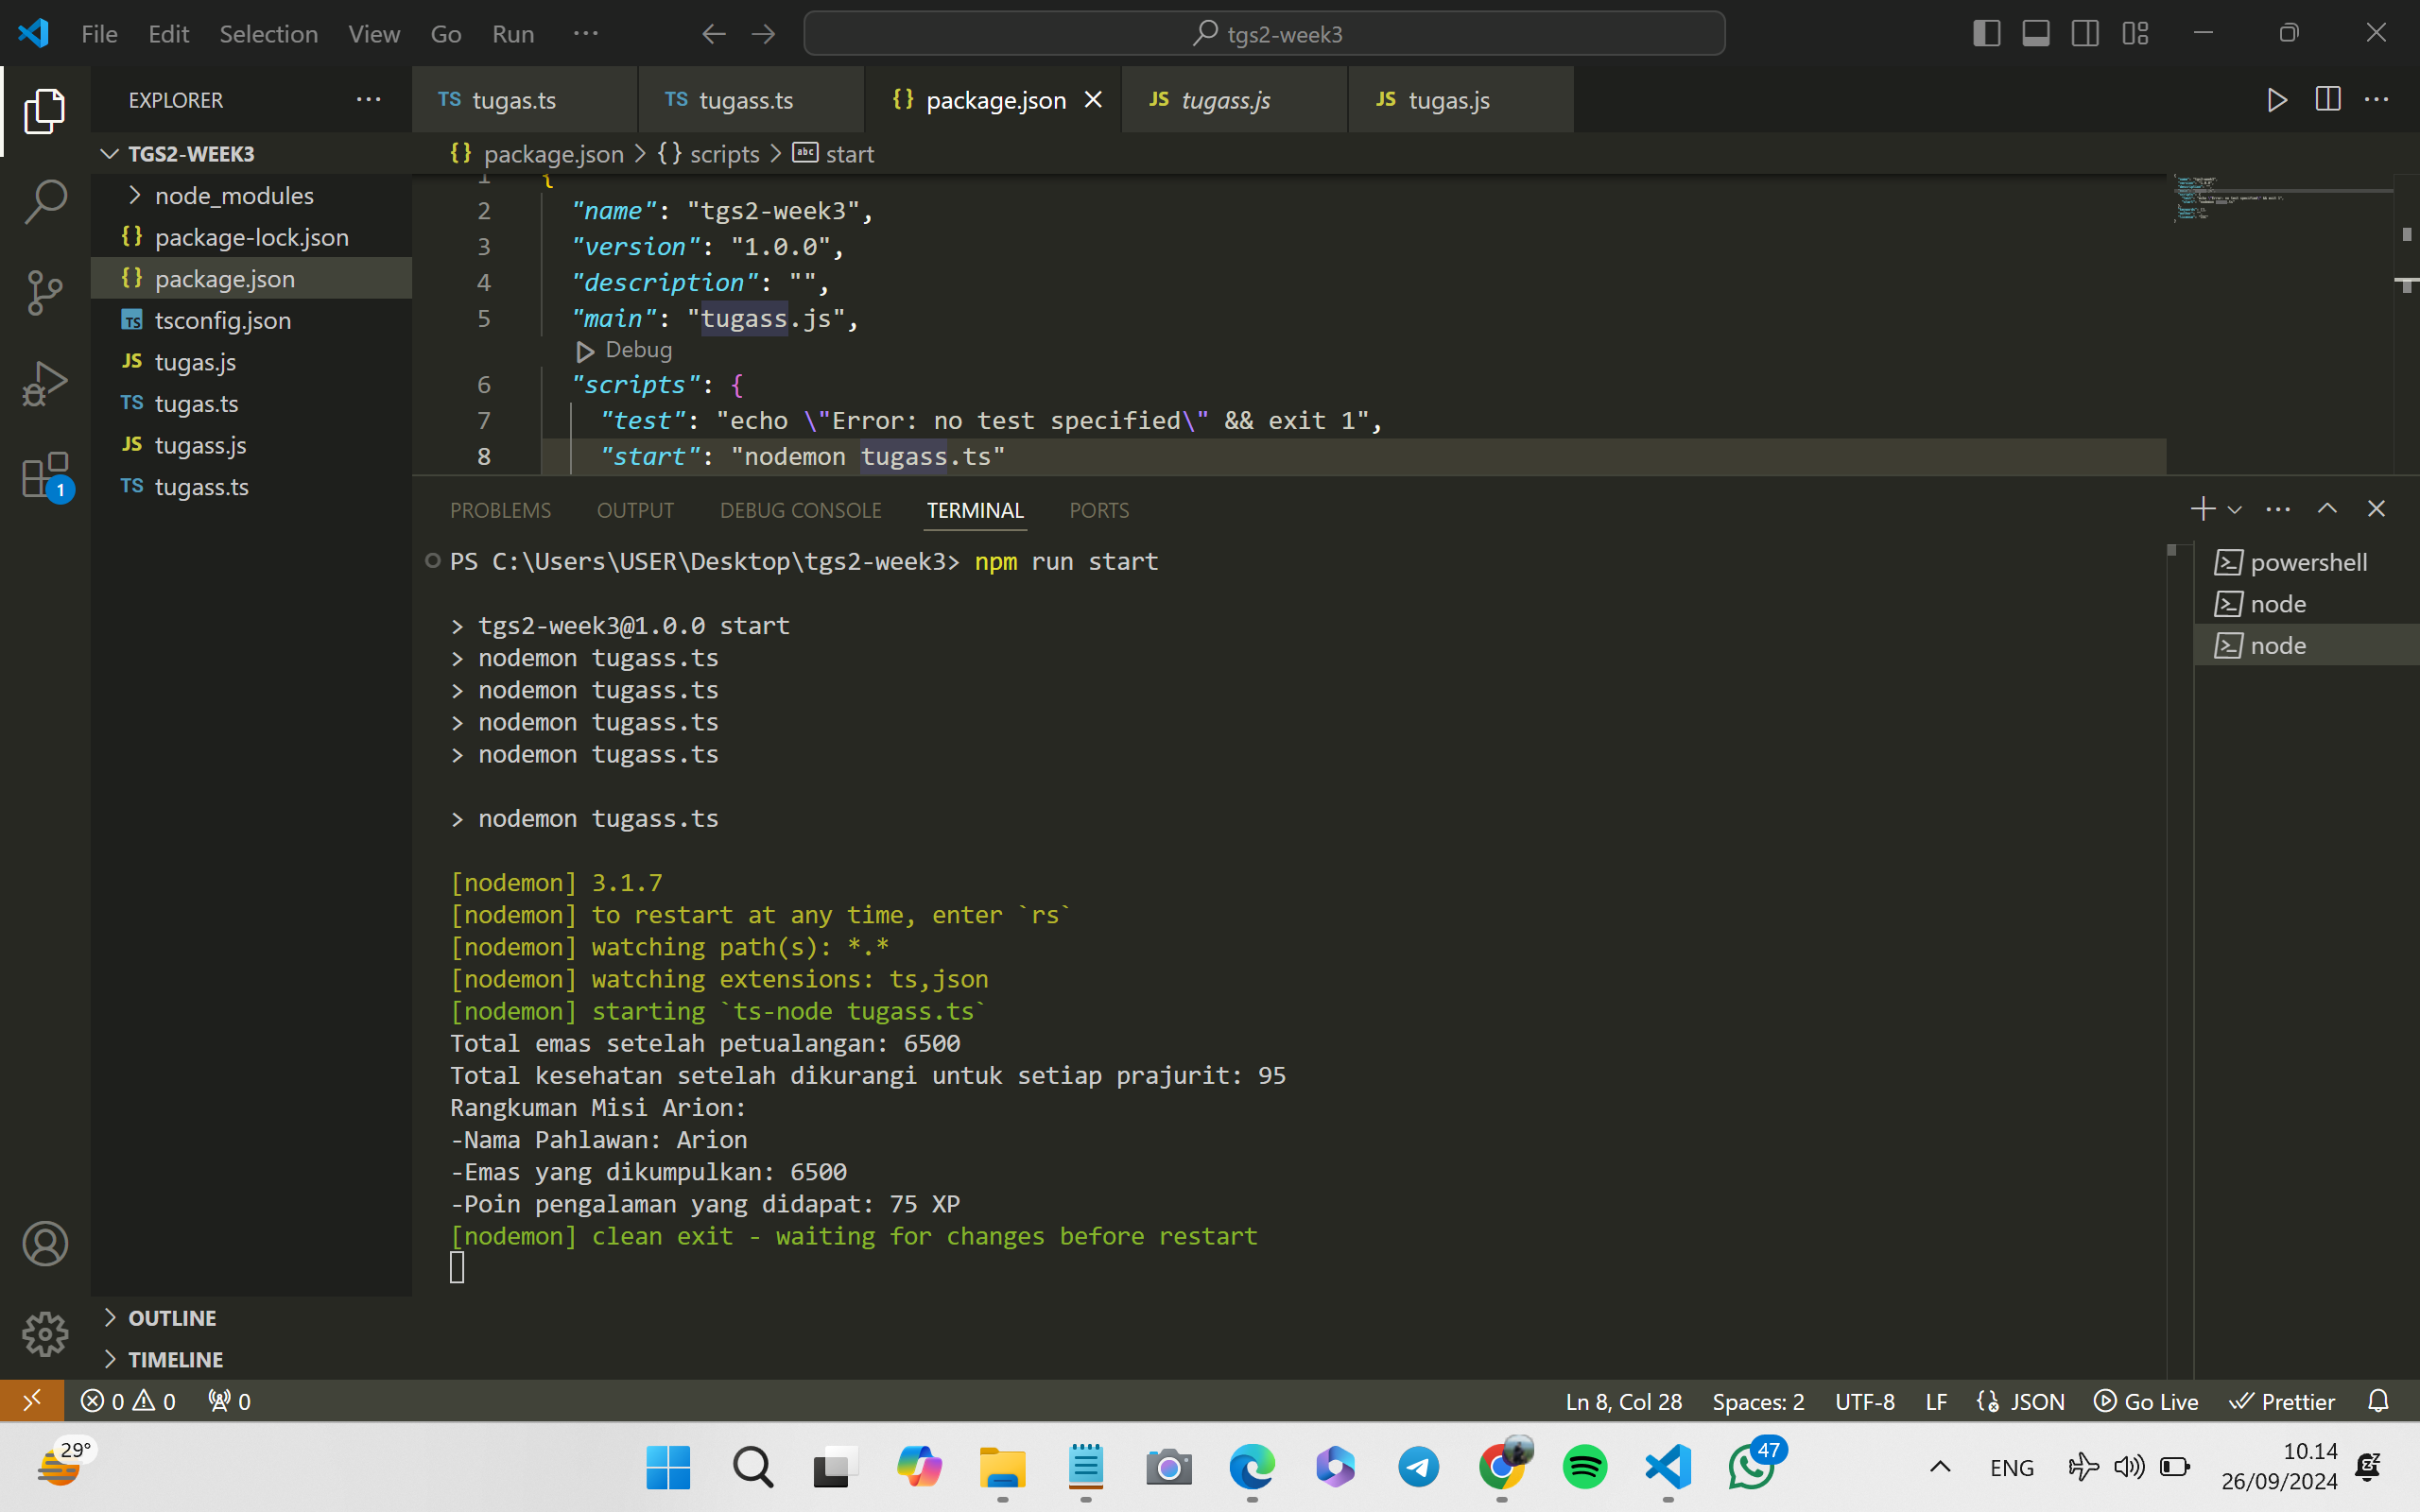 File Edit Selection View Go Run ··· tgs2-week3
EXPLORER ···
TGS2-WEEK3
node_modules
{} package-lock.json
{} package.json
TS tsconfig.json
JS tugas.js
TS tugas.ts
JS tugass.js
TS tugass.ts
1
OUTLINE
TIMELINE
TS tugas.ts TS tugass.ts {} package.json JS tugass.js JS tugas.js
{} package.json > {} scripts > abc start
1 {
2 "name": "tgs2-week3",
3 "version": "1.0.0",
4 "description": "",
5 "main": "tugass.js",
Debug
6 "scripts": {
7 "test": "echo \"Error: no test specified\" && exit 1",
8 "start": "nodemon tugass.ts"
PROBLEMS OUTPUT DEBUG CONSOLE TERMINAL PORTS
PS C:\Users\USER\Desktop\tgs2-week3> npm run start
> tgs2-week3@1.0.0 start
> nodemon tugass.ts
> nodemon tugass.ts
> nodemon tugass.ts
> nodemon tugass.ts
> nodemon tugass.ts
[nodemon] 3.1.7
[nodemon] to restart at any time, enter `rs`
[nodemon] watching path(s): *.*
[nodemon] watching extensions: ts,json
[nodemon] starting `ts-node tugass.ts`
Total emas setelah petualangan: 6500
Total kesehatan setelah dikurangi untuk setiap prajurit: 95
Rangkuman Misi Arion:
-Nama Pahlawan: Arion
-Emas yang dikumpulkan: 6500
-Poin pengalaman yang didapat: 75 XP
[nodemon] clean exit - waiting for changes before restart
powershell
node
node
0 0 0 Ln 8, Col 28 Spaces: 2 UTF-8 LF {} JSON Go Live Prettier
29° 47 ENG 10.14
26/09/2024